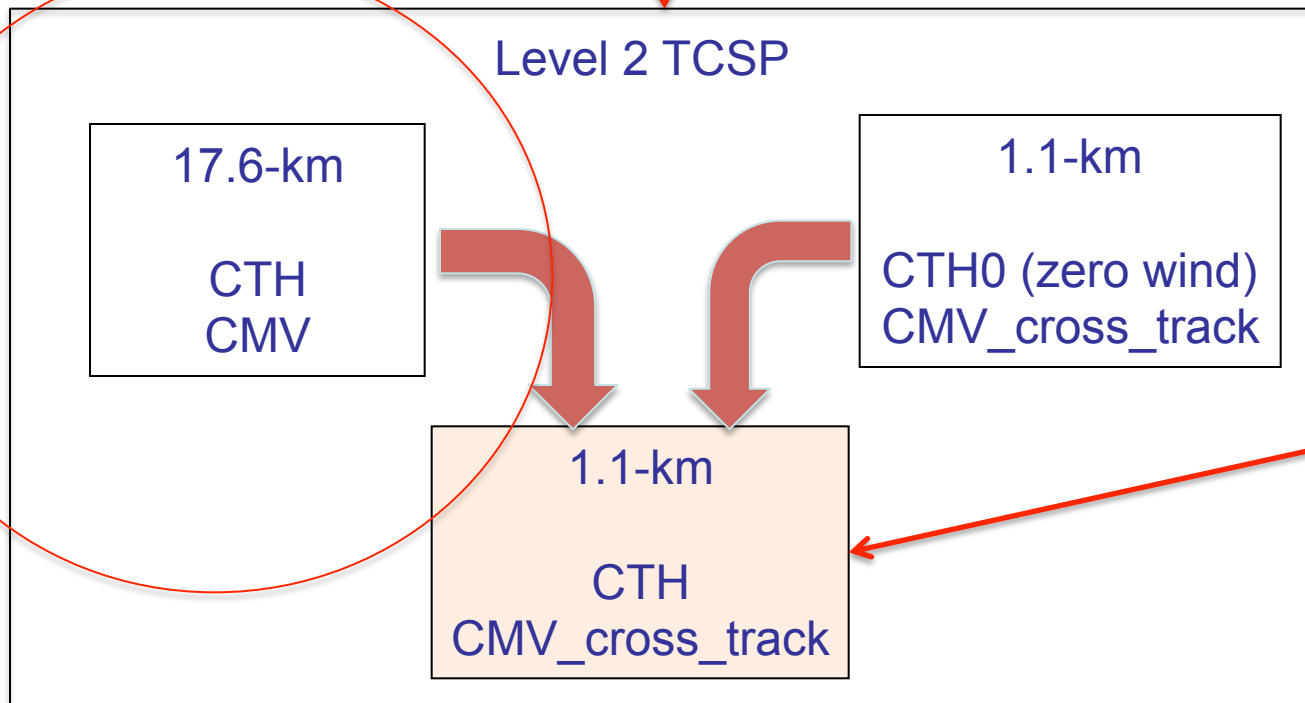 Level 2 TCSP
17.6-km
CTH
CMV
1.1-km
CTH0 (zero wind)
CMV_cross_track
1.1-km
CTH
CMV_cross_track